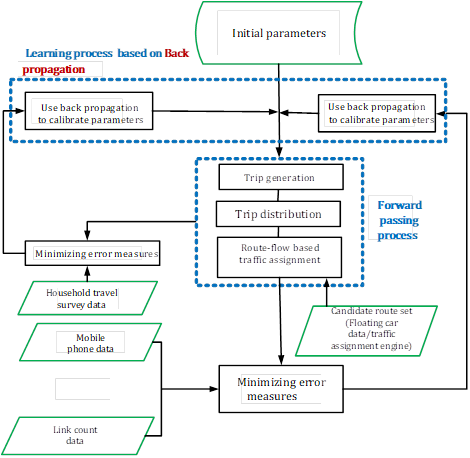 Initial parameters
Learning process based on Back
propagation
Use back propagation
to calibrate parameters
Use back propagation
to calibrate parameters
Trip generation
Trip distribution
Route-flow based
traffic assignment
Forward
passing
process
Minimizing error measures
Household travel
survey data
Candidate route set
(Floating car
data/traffic
assignment engine)
Mobile
phone data
Minimizing error
measures
Link count
data